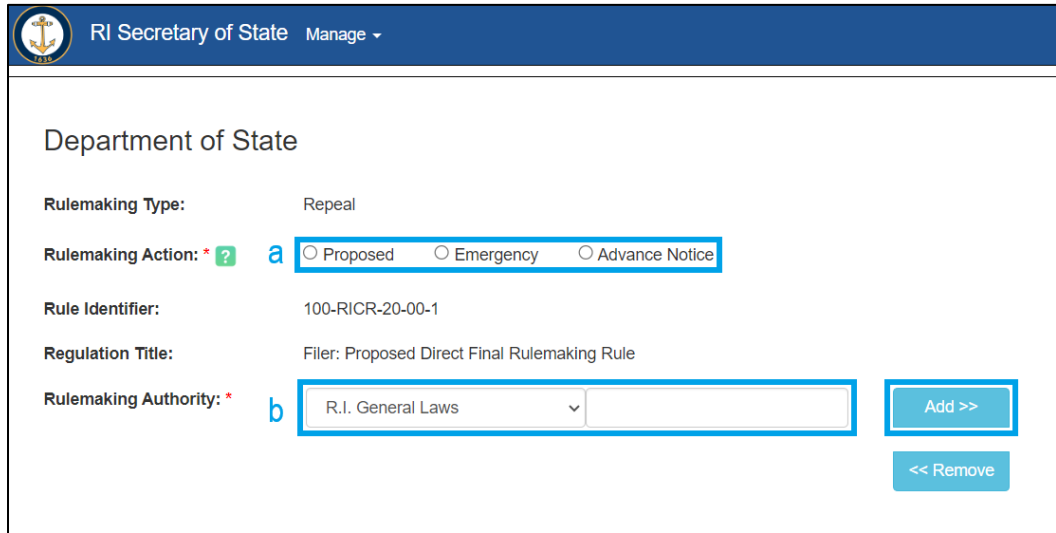 RI Secretary of State Manage
1636
Department of State
Rulemaking Type: Repeal
Rulemaking Action: * ? a Proposed Emergency Advance Notice
Rule Identifier: 100-RICR-20-00-1
Regulation Title: Filer: Proposed Direct Final Rulemaking Rule
Rulemaking Authority: * b R.I. General Laws Add >>
<< Remove